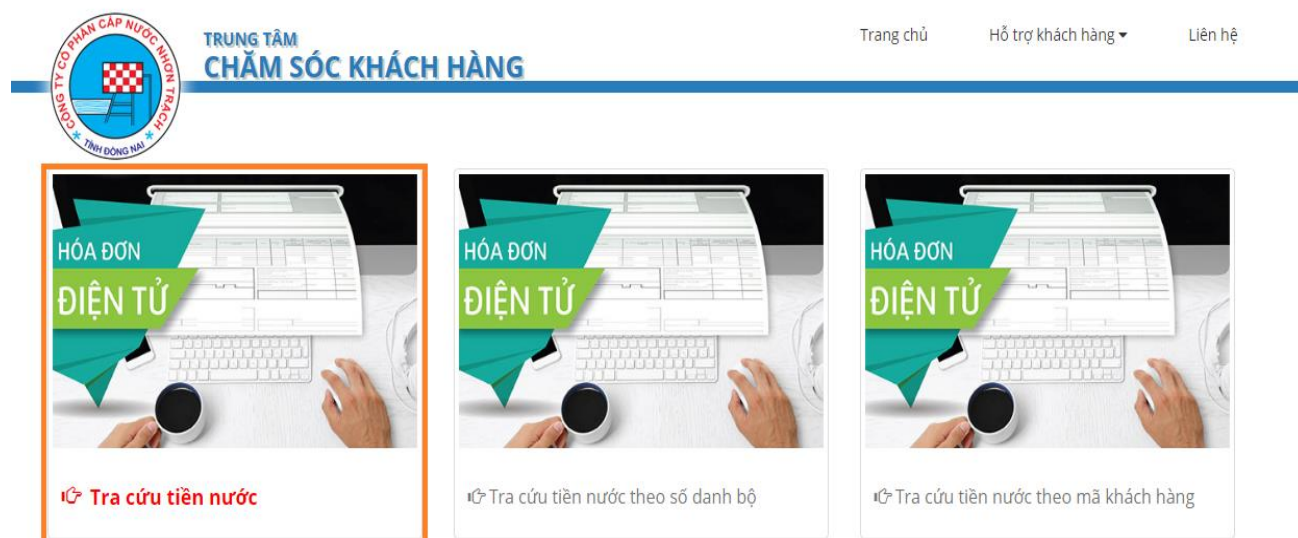 CÔNG TY CỔ PHẦN CẤP NƯỚC NHƠN TRẠCH
TỈNH ĐỒNG NAI
TRUNG TÂM
CHĂM SÓC KHÁCH HÀNG
Trang chủ Hỗ trợ khách hàng Liên hệ
HÓA ĐƠN
ĐIỆN TỬ
Tra cứu tiền nước
HÓA ĐƠN
ĐIỆN TỬ
Tra cứu tiền nước theo số danh bộ
HÓA ĐƠN
ĐIỆN TỬ
Tra cứu tiền nước theo mã khách hàng